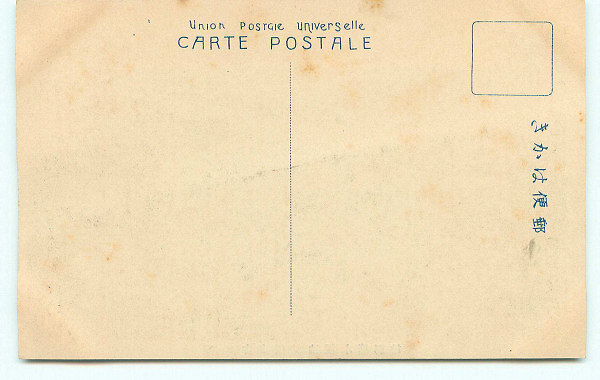 Union Postale Universelle
CARTE POSTALE
郵便はかき